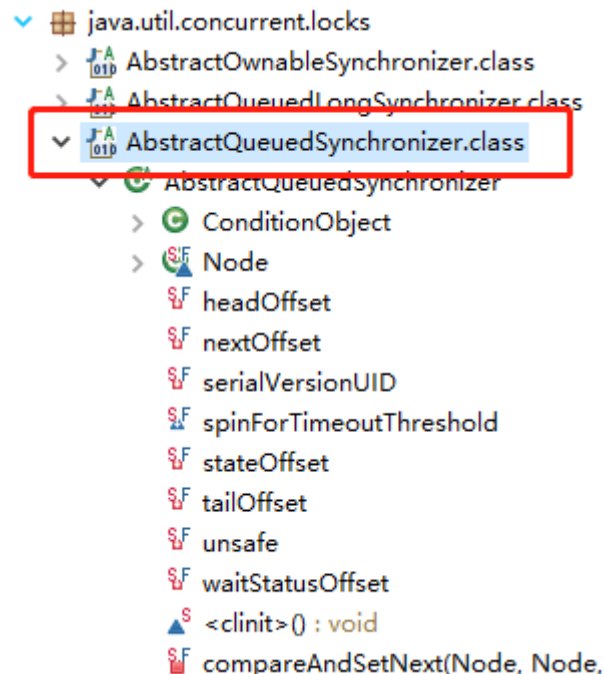 java.util.concurrent.locks
AbstractOwnableSynchronizer.class
AbstractQueuedLongSynchronizer.class
AbstractQueuedSynchronizer.class
AbstractQueuedSynchronizer
ConditionObject
Node
headOffset
nextOffset
serialVersionUID
spinForTimeoutThreshold
stateOffset
tailOffset
unsafe
waitStatusOffset
<clinit>() : void
compareAndSetNext(Node, Node,